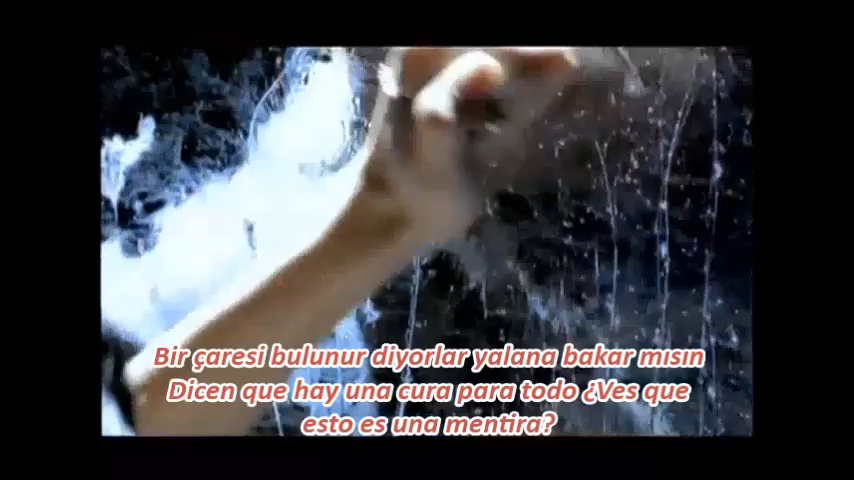 Bir çaresi bulunur diyorlar yalana bakar mısın
Dicen que hay una cura para todo ¿Ves que
esto es una mentira?